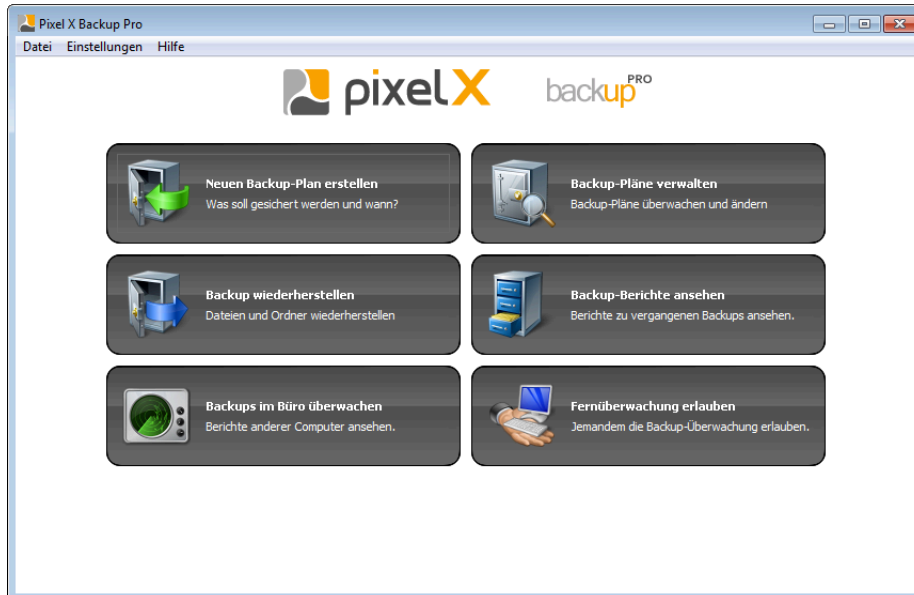 Pixel X Backup Pro
Datei Einstellungen Hilfe
pixelX backup PRO
Neuen Backup-Plan erstellen
Was soll gesichert werden und wann?
Backup-Pläne verwalten
Backup-Pläne überwachen und ändern
Backup wiederherstellen
Dateien und Ordner wiederherstellen
Backup-Berichte ansehen
Berichte zu vergangenen Backups ansehen.
Backups im Büro überwachen
Berichte anderer Computer ansehen.
Fernüberwachung erlauben
Jemandem die Backup-Überwachung erlauben.